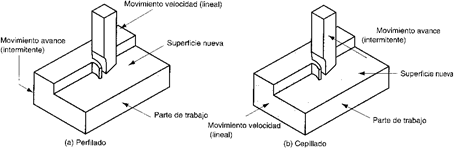 Movimiento velocidad (lineal)
Movimiento avance
(intermitente)
Superficie nueva
Parte de trabajo
(a) Perfilado
Movimiento avance
(intermitente)
Superficie nueva
Parte de trabajo
Movimiento velocidad
(lineal)
(b) Cepillado